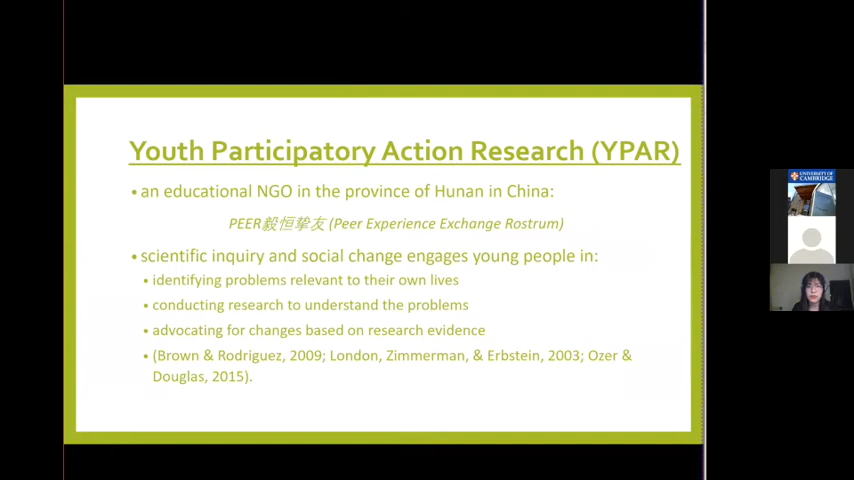 Youth Participatory Action Research (YPAR)
• an educational NGO in the province of Hunan in China:
PEER毅恒挚友 (Peer Experience Exchange Rostrum)
• scientific inquiry and social change engages young people in:
• identifying problems relevant to their own lives
• conducting research to understand the problems
• advocating for changes based on research evidence
• (Brown & Rodriguez, 2009; London, Zimmerman, & Erbstein, 2003; Ozer &
Douglas, 2015).
UNIVERSITY OF
CAMBRIDGE